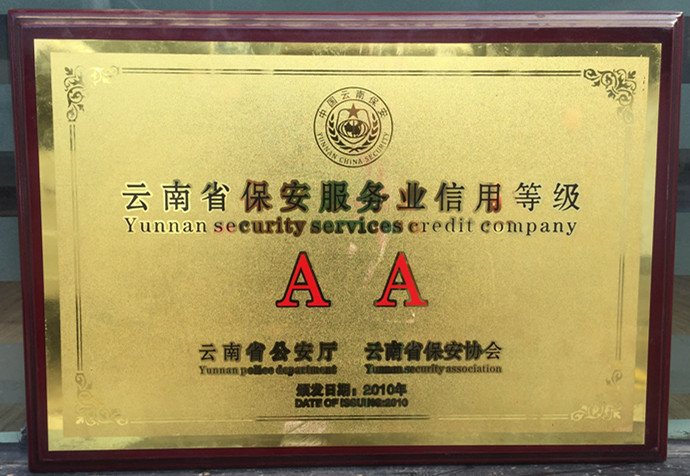 中国云南保安
YUNNAN CHINA SECURITY
云南省保安服务业信用等级
Yunnan security services credit company
A A
云南省公安厅 云南省保安协会
Yunnan police department Yunnan security association
颁发日期：2010年
DATE OF ISSUING:2010